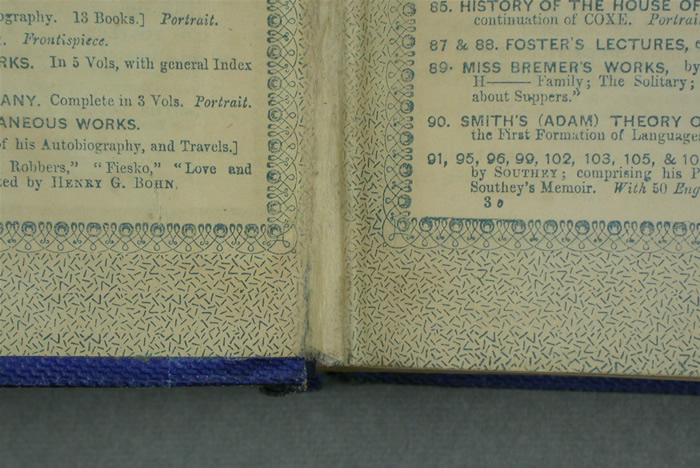 ography. 13 Books.] Portrait.
. Frontispiece.
RKS. In 5 Vols, with general Index
ANY. Complete in 3 Vols. Portrait.
ANEOUS WORKS.
of his Autobiography, and Travels.]
Robbers," "Fiesko," "Love and
ted by HENRY G. BOHN.
85. HISTORY OF THE HOUSE OF
continuation of COXE. Portrai
87 & 88. FOSTER'S LECTURES,
89. MISS BREMER'S WORKS, by
H—— Family; The Solitary;
about Suppers."
90. SMITH'S (ADAM) THEORY O
the First Formation of Languages
91, 95, 96, 99, 102, 103, 105, & 10
by SOUTHEY; comprising his P
Southey's Memoir. With 50 Eng
30